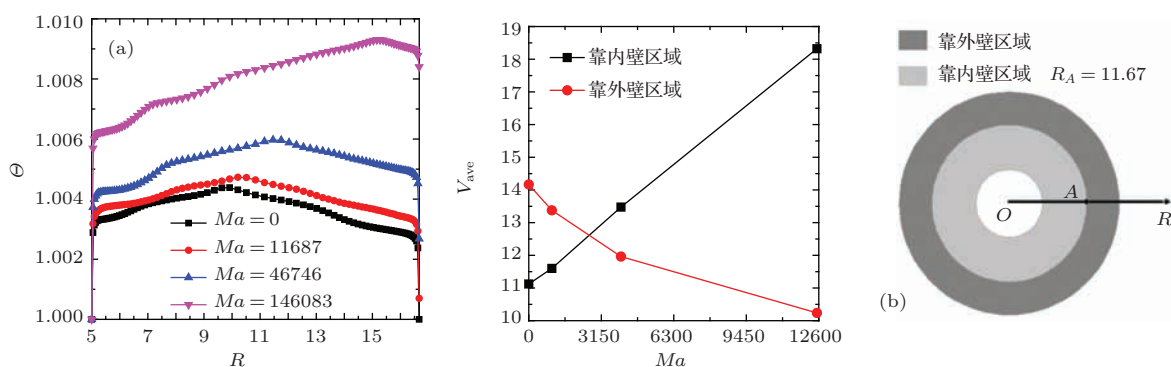 1.010
1.008
1.006
1.004
1.002
1.000
Θ
(a)
Ma = 0
Ma = 11687
Ma = 46746
Ma = 146083
5 7 9 11 13 15
R
19
18
17
16
15
14
13
12
11
10
V_ave
靠内壁区域
靠外壁区域
0 3150 6300 9450 12600
Ma
靠外壁区域
靠内壁区域 R_A = 11.67
A
O
R
(b)